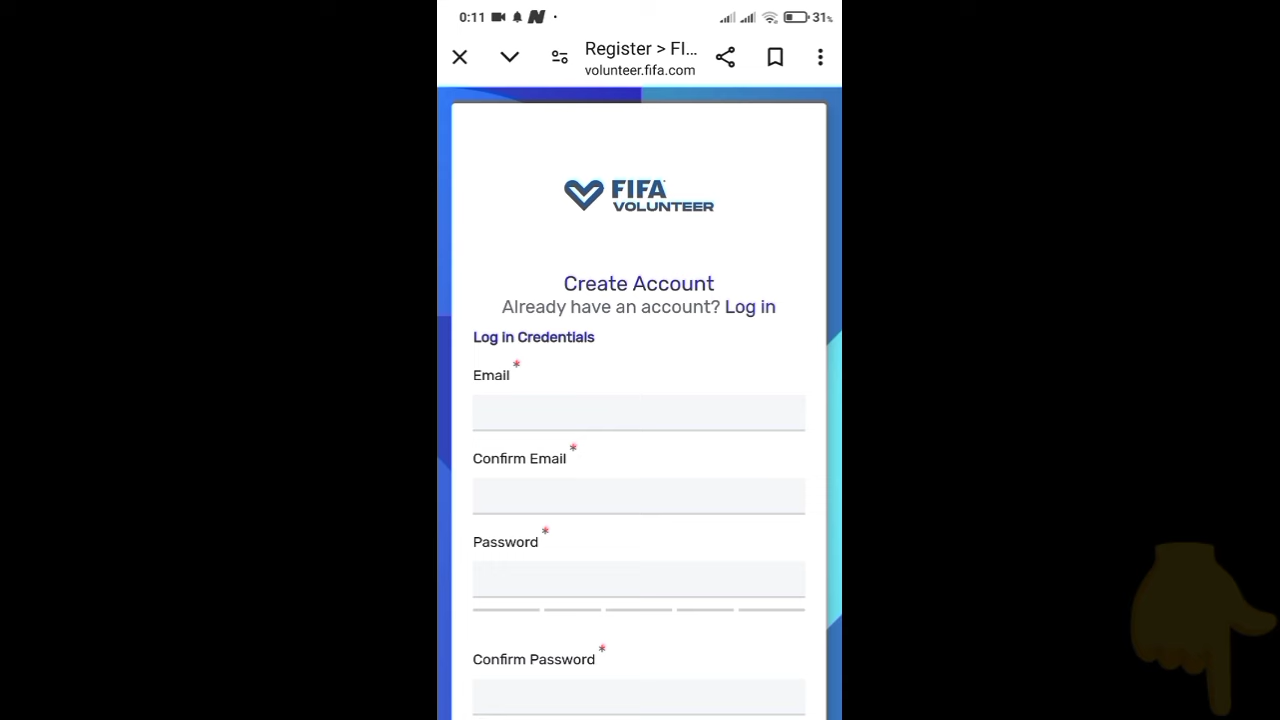 0:11 31%
Register > FI...
volunteer.fifa.com
FIFA
VOLUNTEER
Create Account
Already have an account? Log in
Log in Credentials
Email *
Confirm Email *
Password *
Confirm Password *